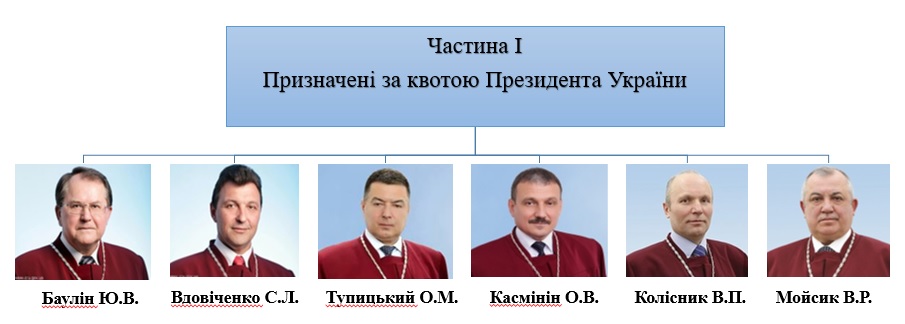 Частина І
Призначені за квотою Президента України
Баулін Ю.В.
Вдовіченко С.Л.
Тупицький О.М.
Касмінін О.В.
Колісник В.П.
Мойсик В.Р.